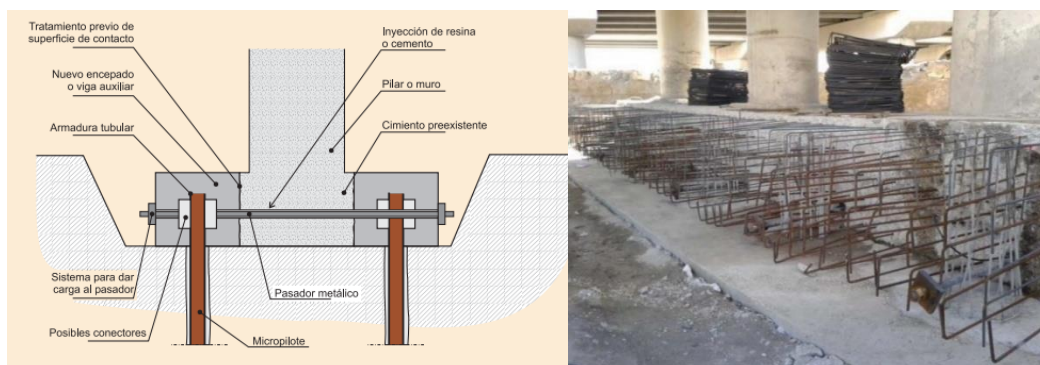 Tratamiento previo de
superficie de contacto
Nuevo encepado
o viga auxiliar
Armadura tubular
Sistema para dar
carga al pasador
Posibles conectores
Inyección de resina
o cemento
Pilar o muro
Cimiento preexistente
Pasador metálico
Micropilote